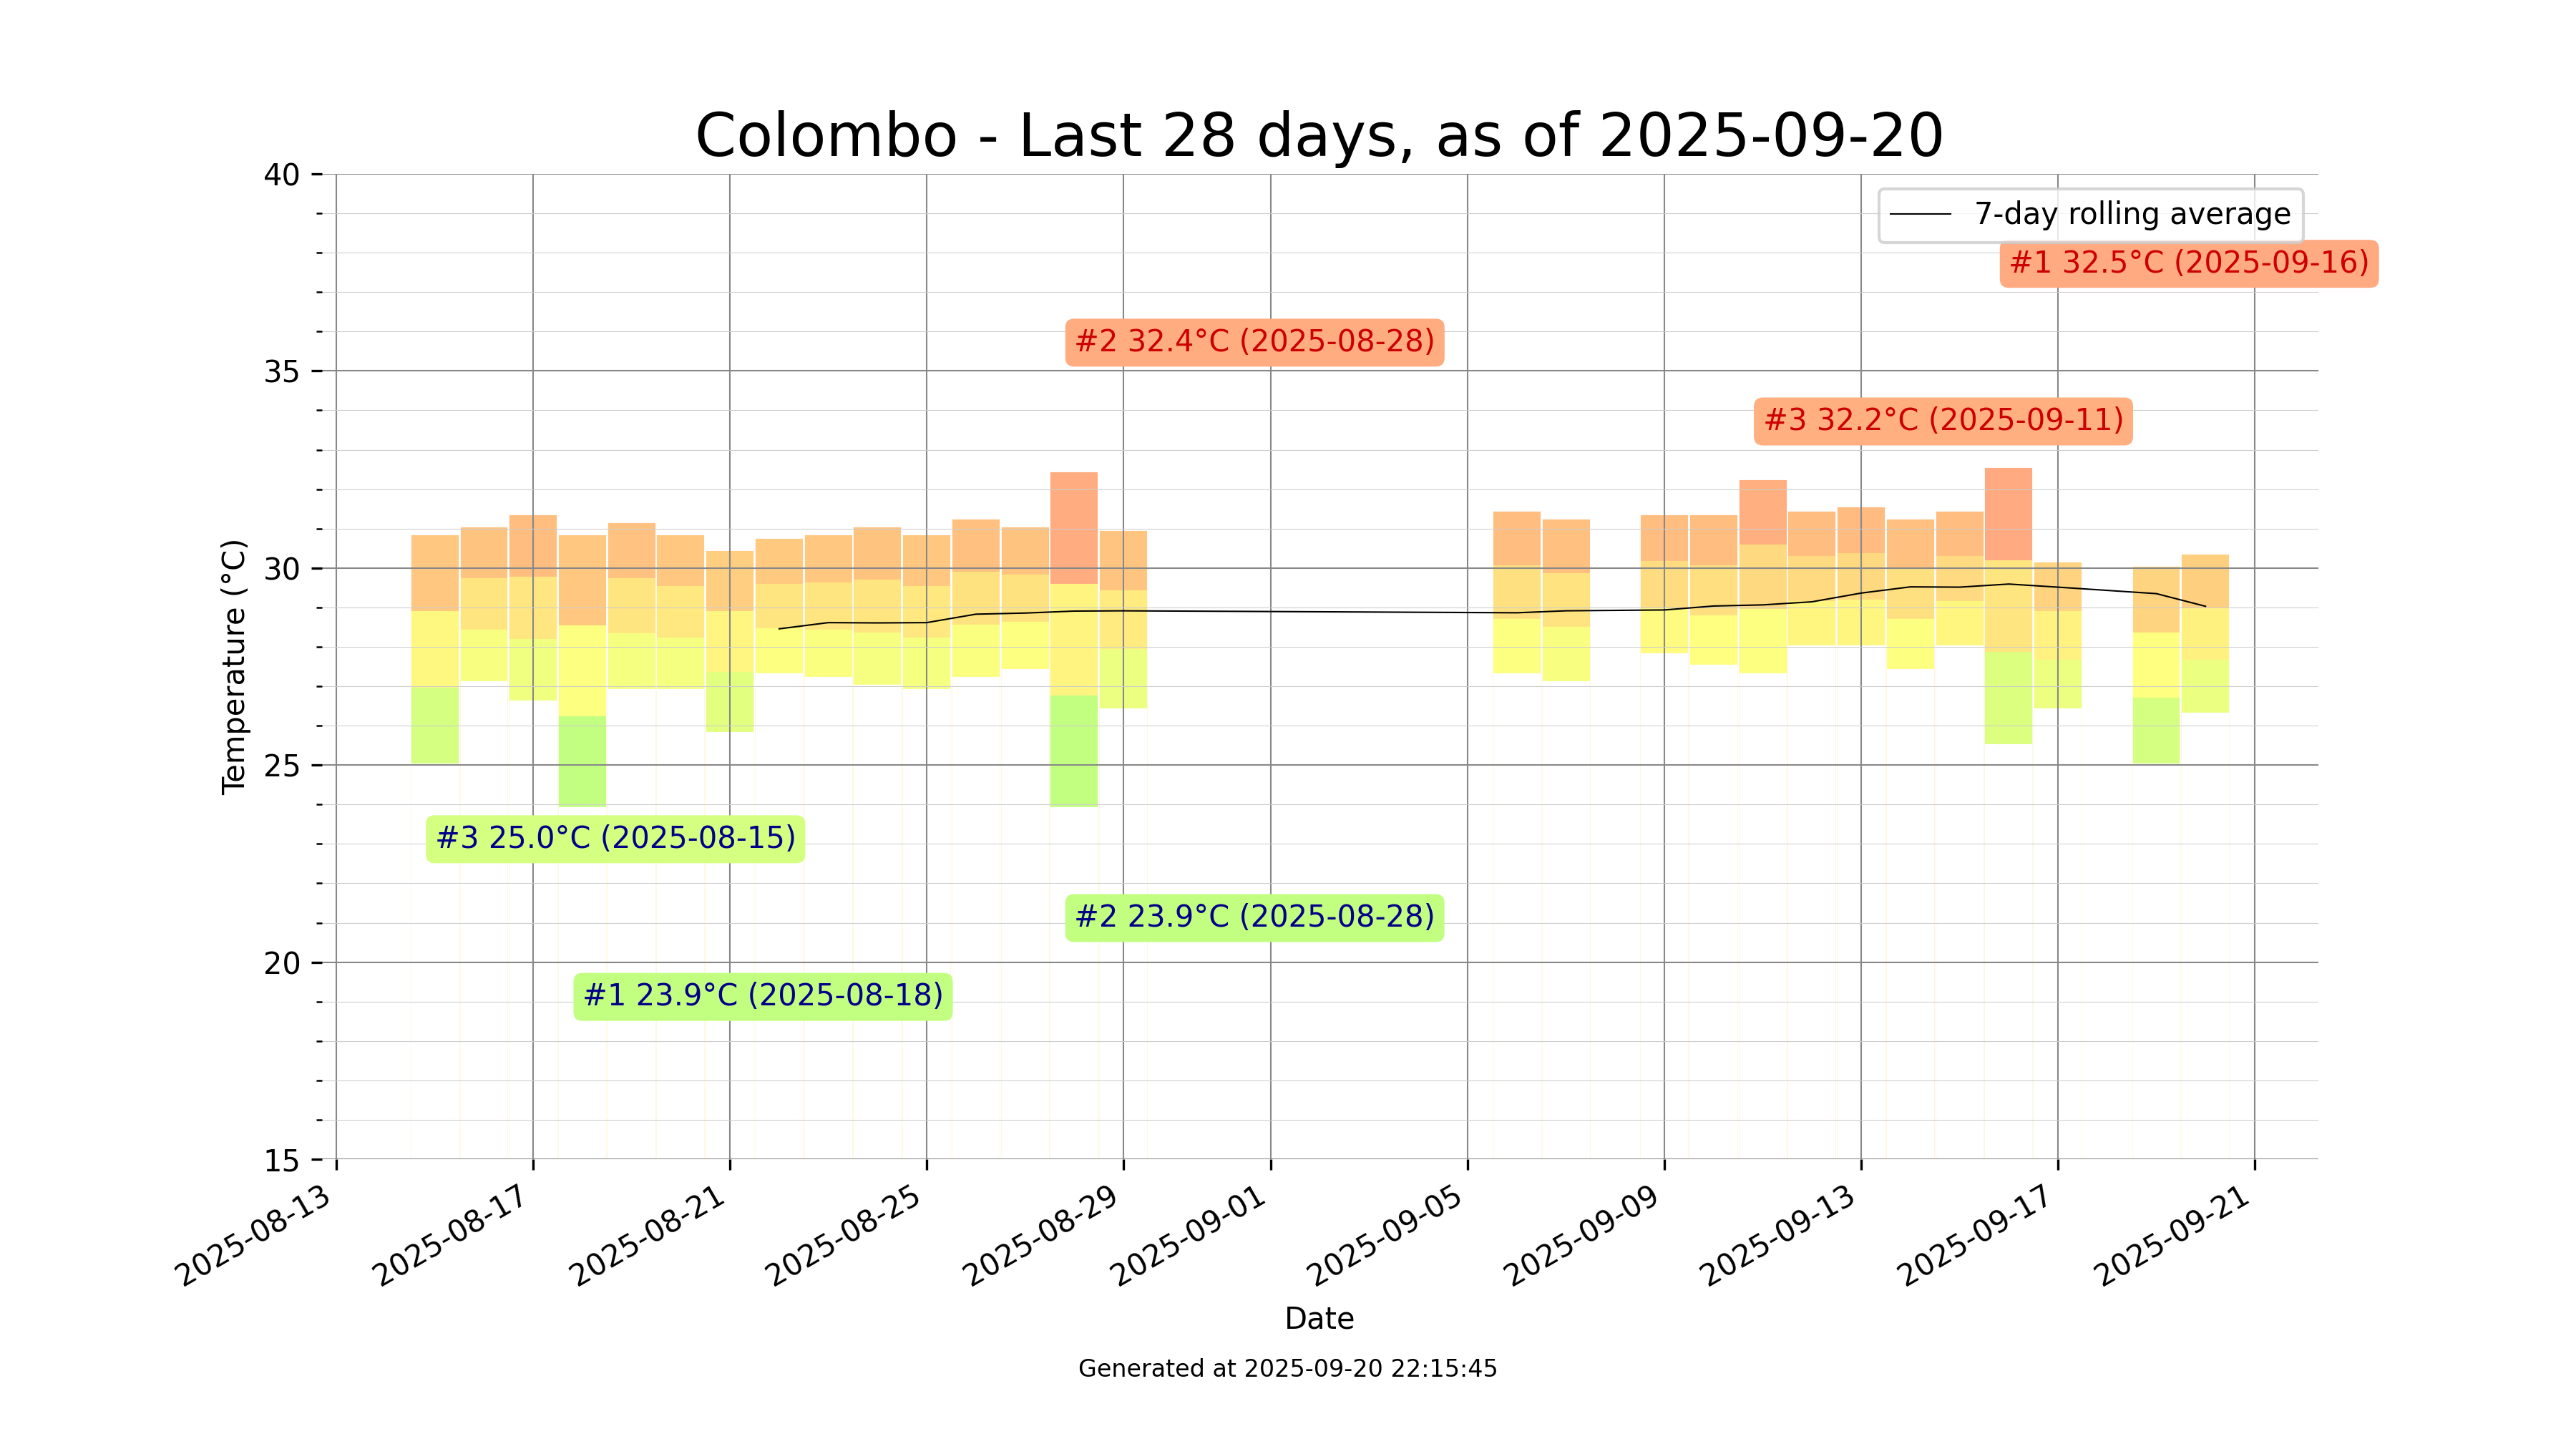 Colombo - Last 28 days, as of 2025-09-20
40
35
30
25
20
15
Temperature (°C)
7-day rolling average
#1 32.5°C (2025-09-16)
#2 32.4°C (2025-08-28)
#3 32.2°C (2025-09-11)
#3 25.0°C (2025-08-15)
#2 23.9°C (2025-08-28)
#1 23.9°C (2025-08-18)
2025-08-13
2025-08-17
2025-08-21
2025-08-25
2025-08-29
2025-09-01
2025-09-05
2025-09-09
2025-09-13
2025-09-17
2025-09-21
Date
Generated at 2025-09-20 22:15:45